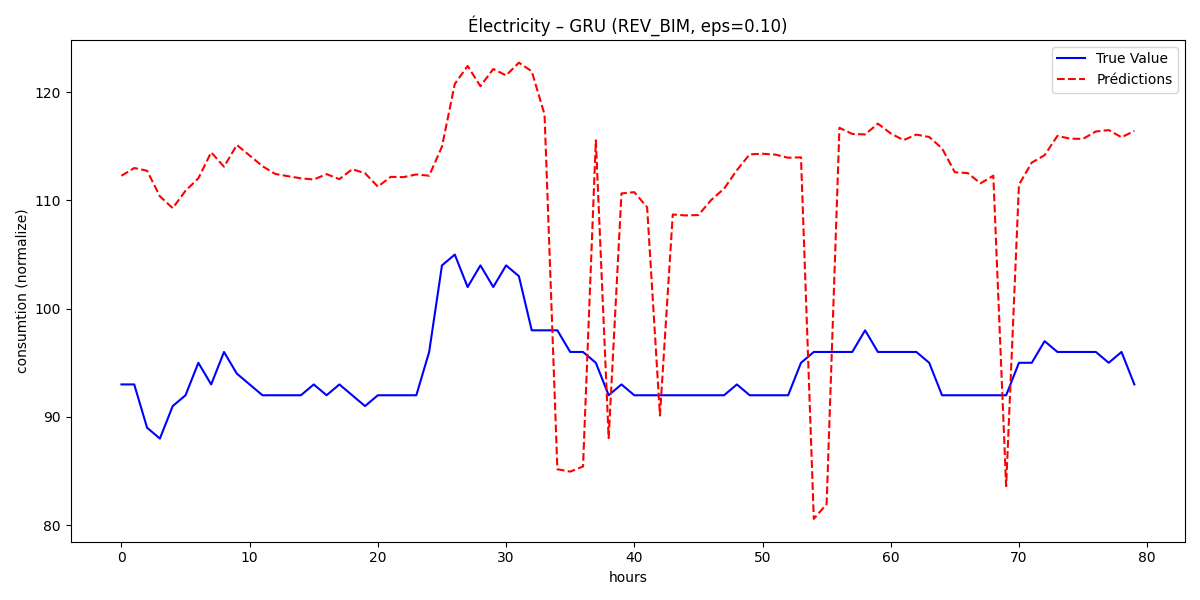 Électricity – GRU (REV_BIM, eps=0.10)
True Value
Prédictions
consumtion (normalize)
120
110
100
90
80
0 10 20 30 40 50 60 70 80
hours